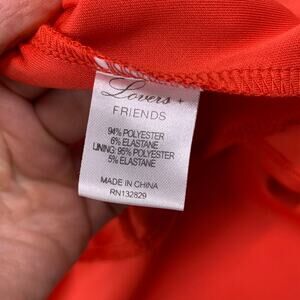 Lovers +
FRIENDS
94% POLYESTER
6% ELASTANE
LINING: 95% POLYESTER
5% ELASTANE
MADE IN CHINA
RN132829